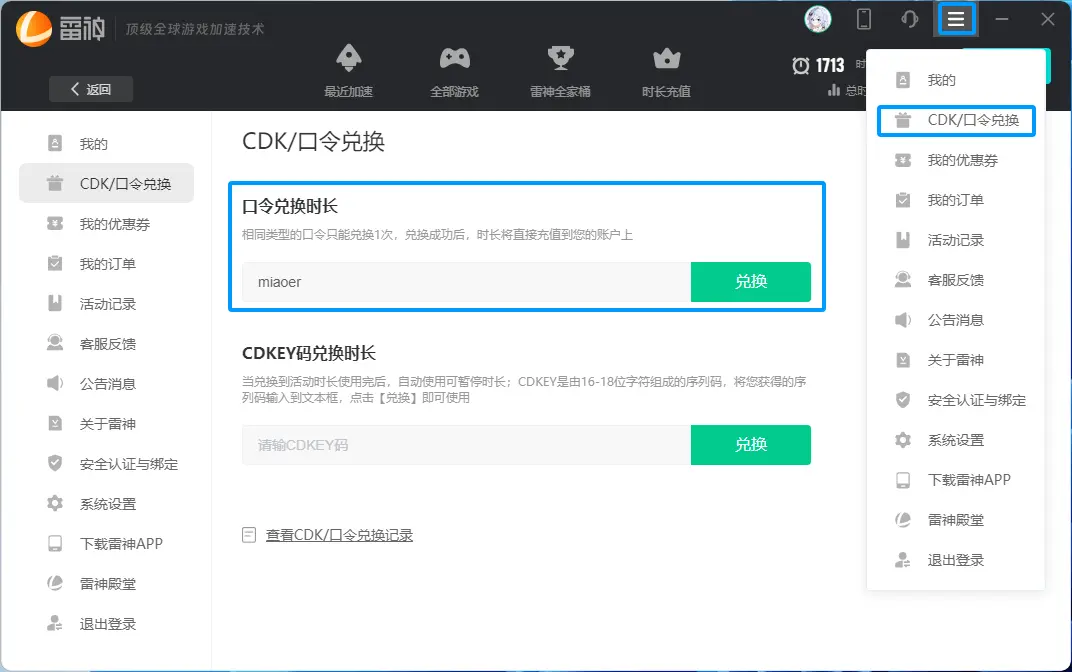 雷神
顶级全球游戏加速技术
返回
最近加速
全部游戏
雷神全家桶
时长充值
1713
时
总时
我的
CDK/口令兑换
我的优惠券
我的订单
活动记录
客服反馈
公告消息
关于雷神
安全认证与绑定
系统设置
下载雷神APP
雷神殿堂
退出登录
CDK/口令兑换
口令兑换时长
相同类型的口令只能兑换1次，兑换成功后，时长将直接充值到您的账户上
miaoer
兑换
CDKEY码兑换时长
当兑换到活动时长使用完后，自动使用可暂停时长；CDKEY是由16-18位字符组成的序列码，将您获得的序
列码输入到文本框，点击【兑换】即可使用
请输CDKEY码
兑换
查看CDK/口令兑换记录
我的
CDK/口令兑换
我的优惠券
我的订单
活动记录
客服反馈
公告消息
关于雷神
安全认证与绑定
系统设置
下载雷神APP
雷神殿堂
退出登录